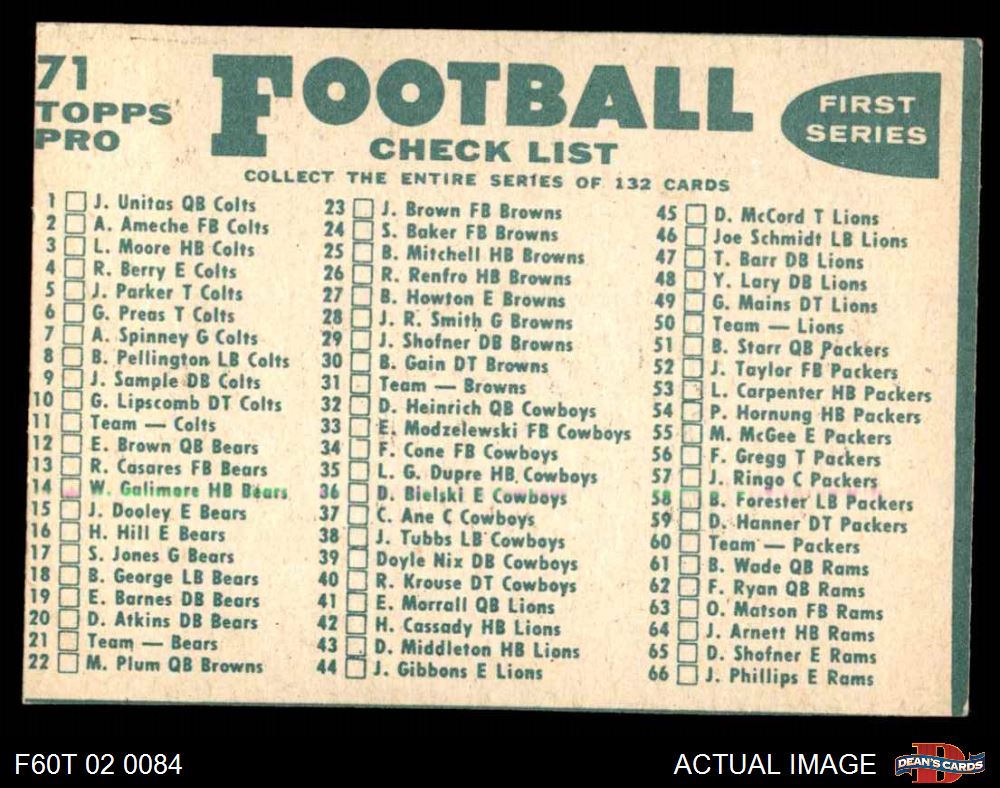 71
TOPPS
PRO
FOOTBALL
CHECK LIST
FIRST
SERIES
COLLECT THE ENTIRE SERIES OF 132 CARDS
1 J. Unitas QB Colts
2 A. Ameche FB Colts
3 L. Moore HB Colts
4 R. Berry E Colts
5 J. Parker T Colts
6 G. Preas T Colts
7 A. Spinney G Colts
8 B. Pellington LB Colts
9 J. Sample DB Colts
10 G. Lipscomb DT Colts
11 Team — Colts
12 E. Brown QB Bears
13 R. Casares FB Bears
14 W. Galimore HB Bears
15 J. Dooley E Bears
16 H. Hill E Bears
17 S. Jones G Bears
18 B. George LB Bears
19 E. Barnes DB Bears
20 D. Atkins DB Bears
21 Team — Bears
22 M. Plum QB Browns
23 J. Brown FB Browns
24 S. Baker FB Browns
25 B. Mitchell HB Browns
26 R. Renfro HB Browns
27 B. Howton E Browns
28 J. R. Smith G Browns
29 J. Shofner DB Browns
30 B. Gain DT Browns
31 Team — Browns
32 D. Heinrich QB Cowboys
33 E. Modzelewski FB Cowboys
34 F. Cone FB Cowboys
35 L. G. Dupre HB Cowboys
36 D. Bielski E Cowboys
37 C. Ane C Cowboys
38 J. Tubbs LB Cowboys
39 Doyle Nix DB Cowboys
40 R. Krouse DT Cowboys
41 E. Morrall QB Lions
42 H. Cassady HB Lions
43 D. Middleton HB Lions
44 J. Gibbons E Lions
45 D. McCord T Lions
46 Joe Schmidt LB Lions
47 T. Barr DB Lions
48 Y. Lary DB Lions
49 G. Mains DT Lions
50 Team — Lions
51 B. Starr QB Packers
52 J. Taylor FB Packers
53 L. Carpenter HB Packers
54 P. Hornung HB Packers
55 M. McGee E Packers
56 F. Gregg T Packers
57 J. Ringo C Packers
58 B. Forester LB Packers
59 D. Hanner DT Packers
60 Team — Packers
61 B. Wade QB Rams
62 F. Ryan QB Rams
63 O. Matson FB Rams
64 J. Arnett HB Rams
65 D. Shofner E Rams
66 J. Phillips E Rams
F60T 02 0084
ACTUAL IMAGE
D
DEAN'S CARDS